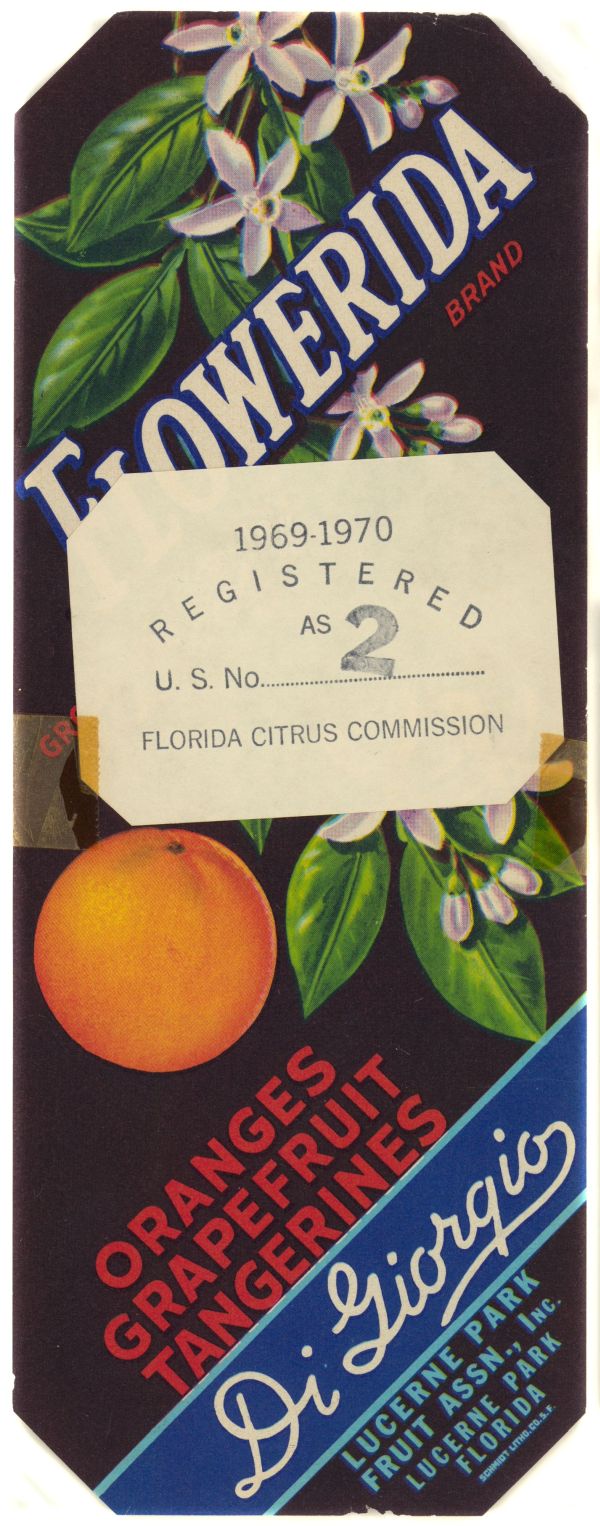 FLOWERIDA
BRAND
1969-1970
REGISTERED
AS 2
U. S. No.
FLORIDA CITRUS COMMISSION
ORANGES
GRAPEFRUIT
TANGERINES
Di Giorgio
LUCERNE PARK
FRUIT ASSN., INC.
LUCERNE PARK
FLORIDA
SCHMIDT LITHO. CO. S. F.